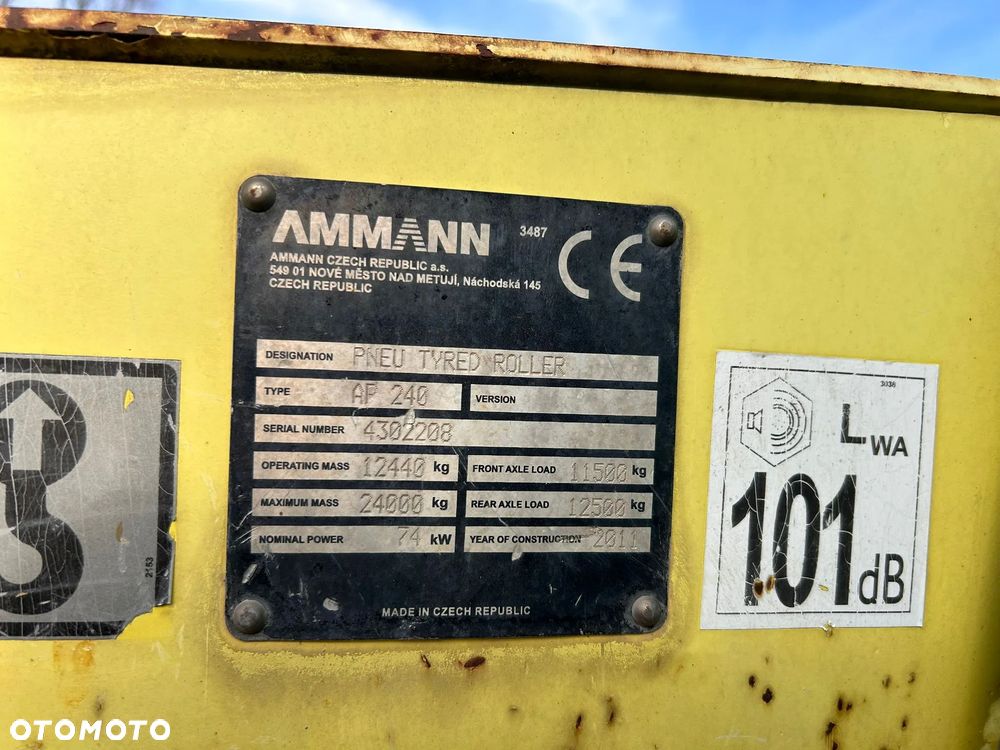 AMMANN
3487
CE
AMMANN CZECH REPUBLIC a.s.
549 01 NOVÉ MĚSTO NAD METUJÍ, Náchodská 145
CZECH REPUBLIC
DESIGNATION PNEU TYRED ROLLER
TYPE AP 240 VERSION
SERIAL NUMBER 4302208
OPERATING MASS 12440 kg FRONT AXLE LOAD 11500 kg
MAXIMUM MASS 24000 kg REAR AXLE LOAD 12500 kg
NOMINAL POWER 74 kW YEAR OF CONSTRUCTION 2011
MADE IN CZECH REPUBLIC
2153
3036
LWA
101 dB
OTOMOTO